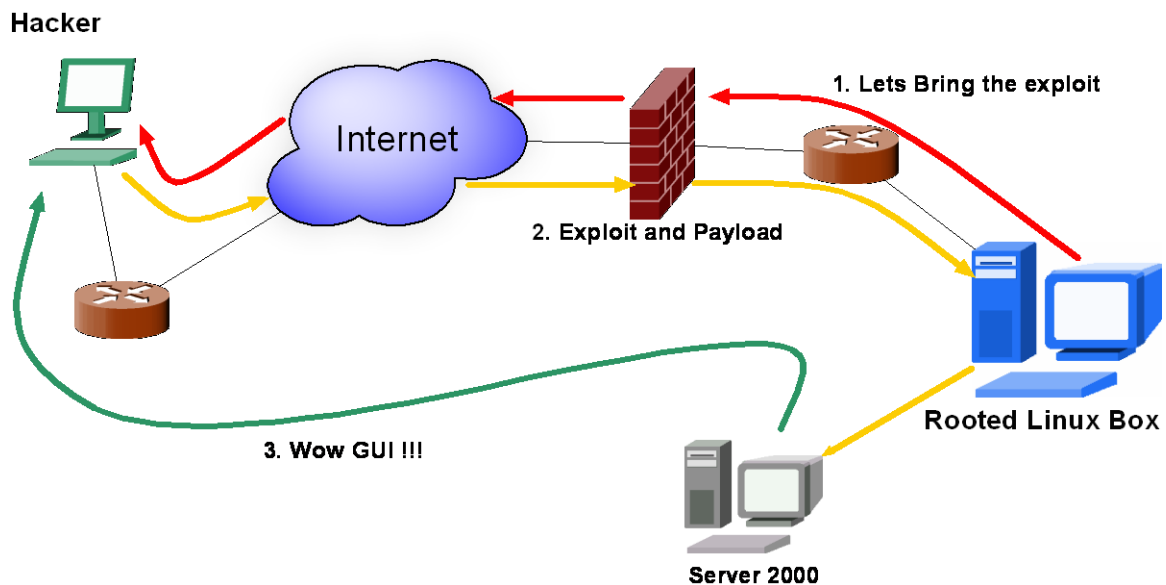 Hacker
1. Lets Bring the exploit
Internet
2. Exploit and Payload
Rooted Linux Box
3. Wow GUI !!!
Server 2000